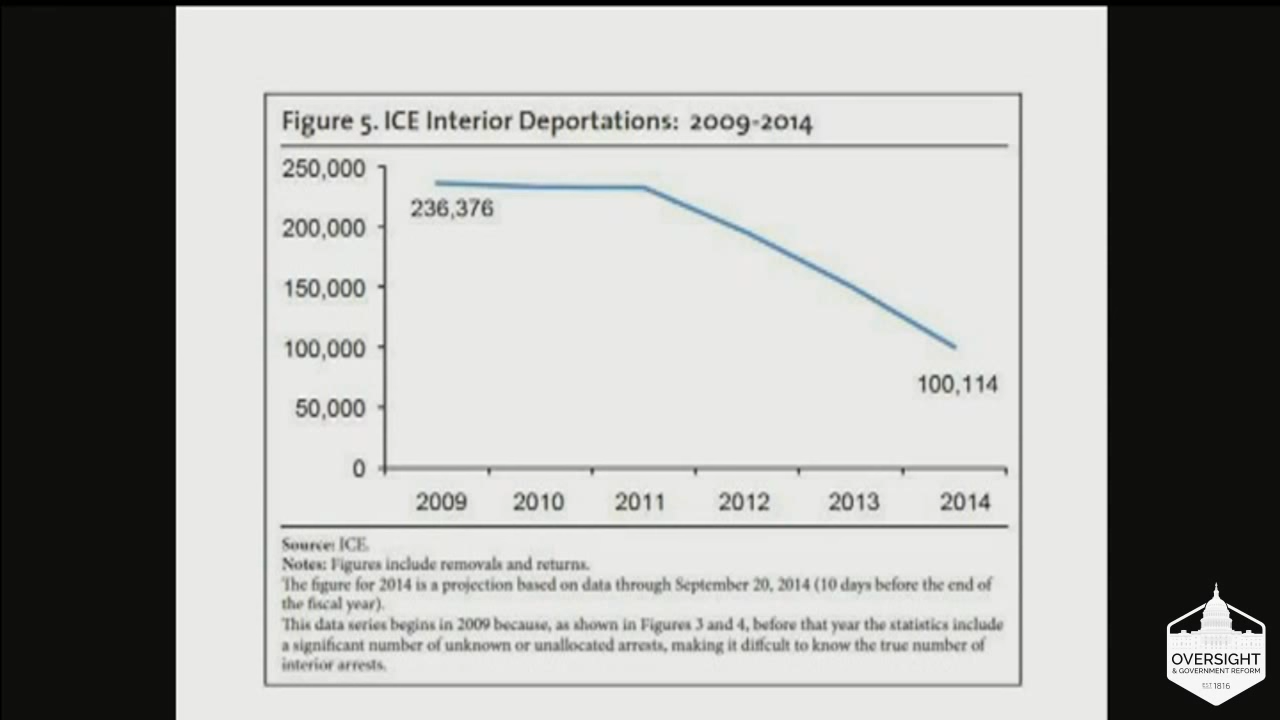 Figure 5. ICE Interior Deportations: 2009-2014
250,000
236,376
200,000
150,000
100,000
100,114
50,000
0
2009 2010 2011 2012 2013 2014
Source: ICE.
Notes: Figures include removals and returns.
The figure for 2014 is a projection based on data through September 20, 2014 (10 days before the end of
the fiscal year).
This data series begins in 2009 because, as shown in Figures 3 and 4, before that year the statistics include
a significant number of unknown or unallocated arrests, making it diffcult to know the true number of
interior arrests.
OVERSIGHT
& GOVERNMENT REFORM
EST 1816